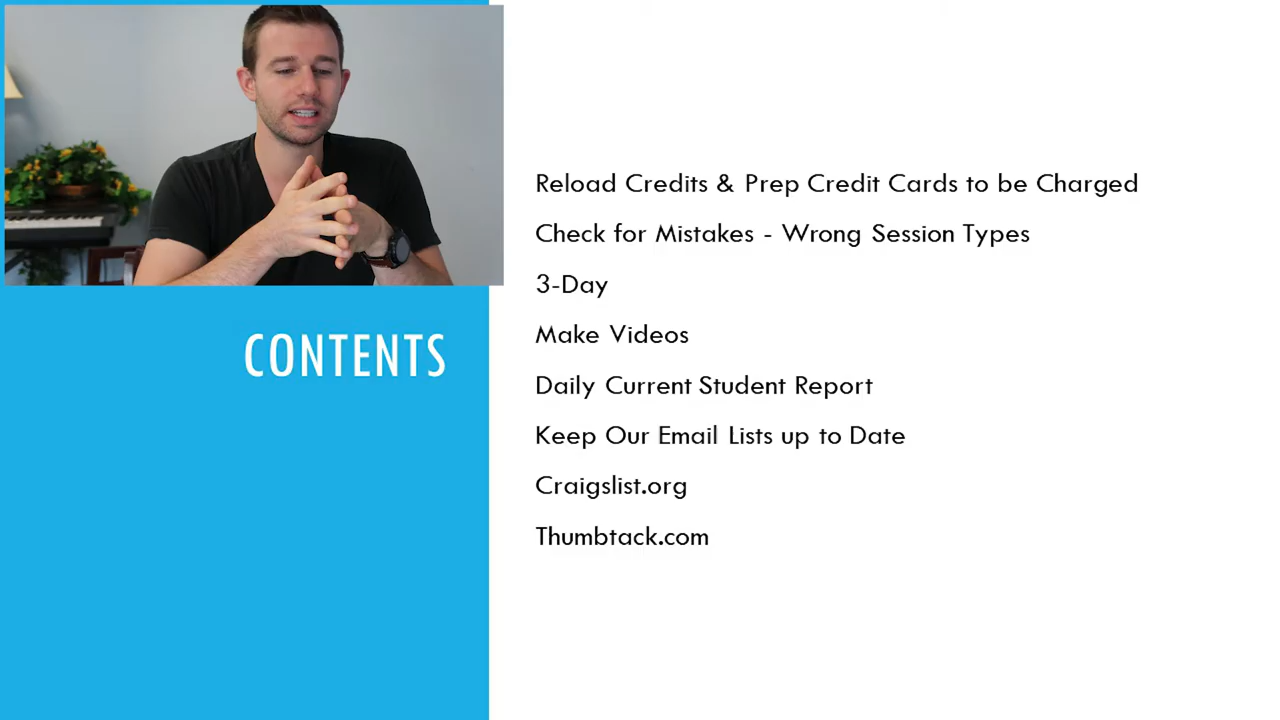 CONTENTS
Reload Credits & Prep Credit Cards to be Charged
Check for Mistakes - Wrong Session Types
3-Day
Make Videos
Daily Current Student Report
Keep Our Email Lists up to Date
Craigslist.org
Thumbtack.com